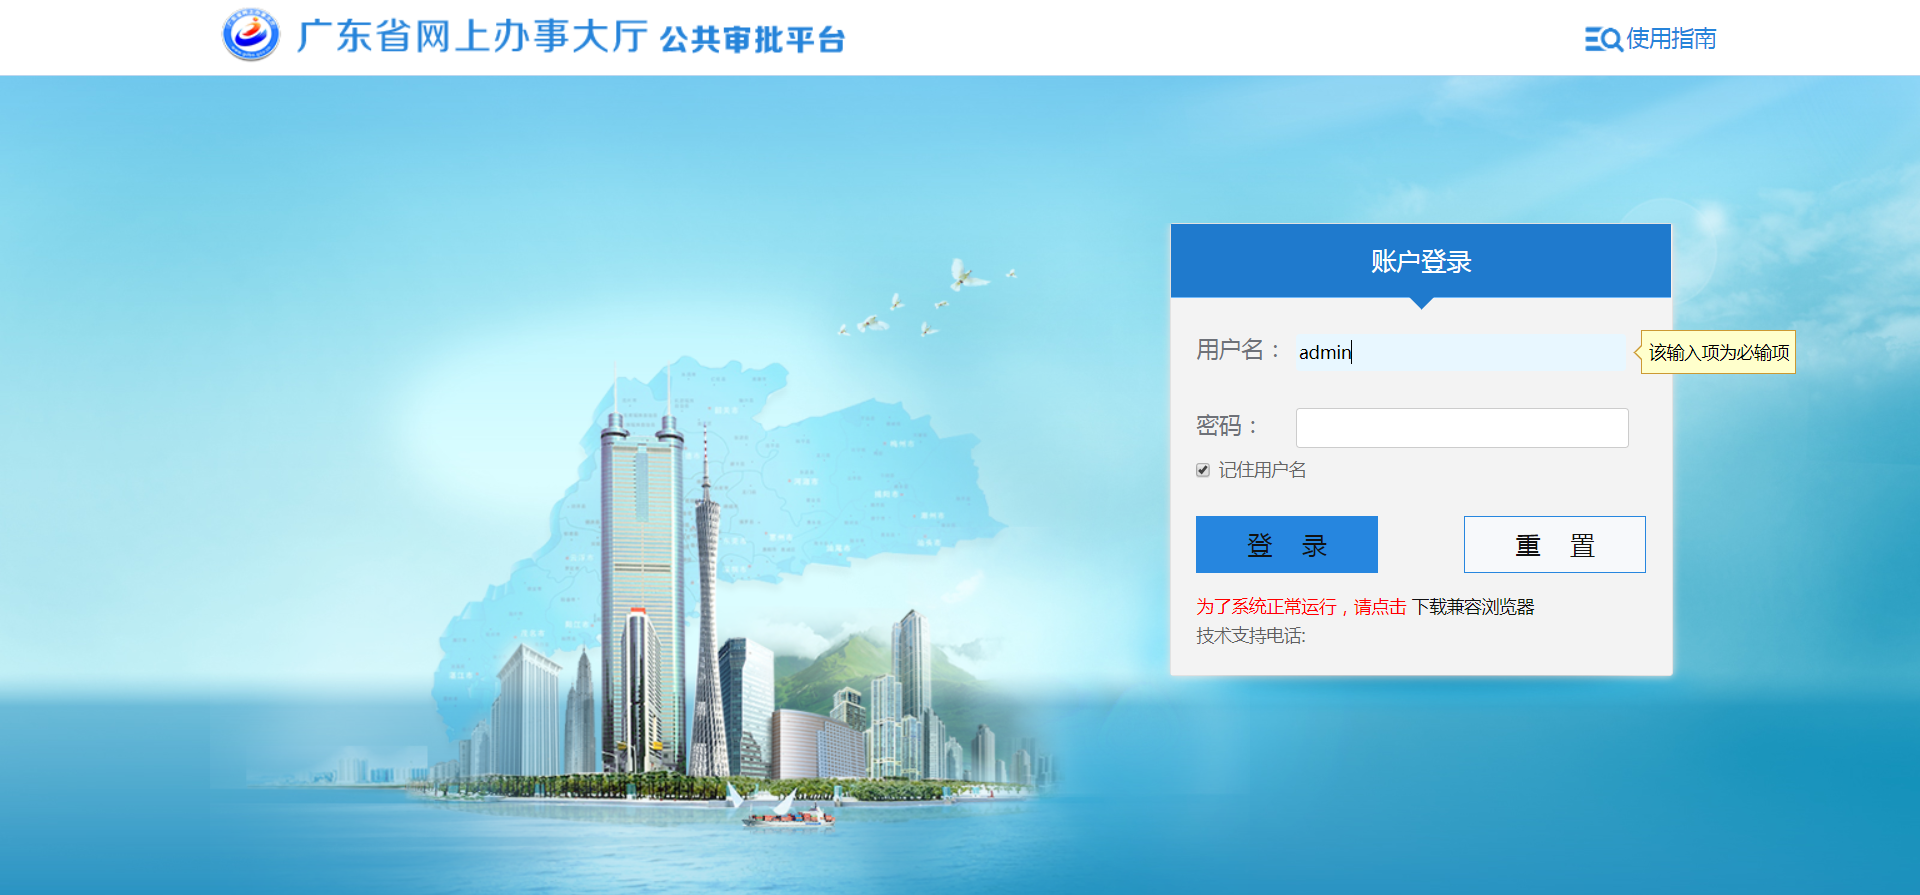 广东省网上办事大厅 公共审批平台
使用指南
账户登录
用户名：
admin
该输入项为必输项
密码：
记住用户名
登 录
重 置
为了系统正常运行，请点击 下载兼容浏览器
技术支持电话: